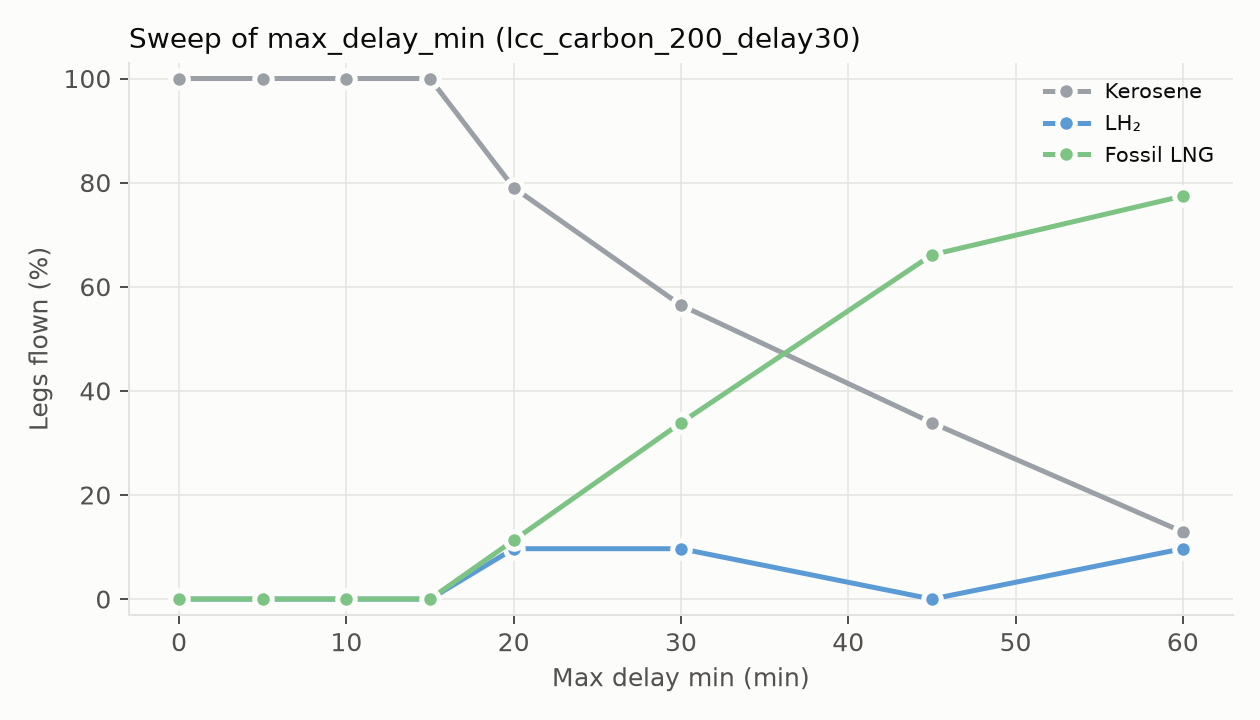 Sweep of max_delay_min (lcc_carbon_200_delay30)
Kerosene
LH₂
Fossil LNG
Legs flown (%)
100
80
60
40
20
0
0 10 20 30 40 50 60
Max delay min (min)